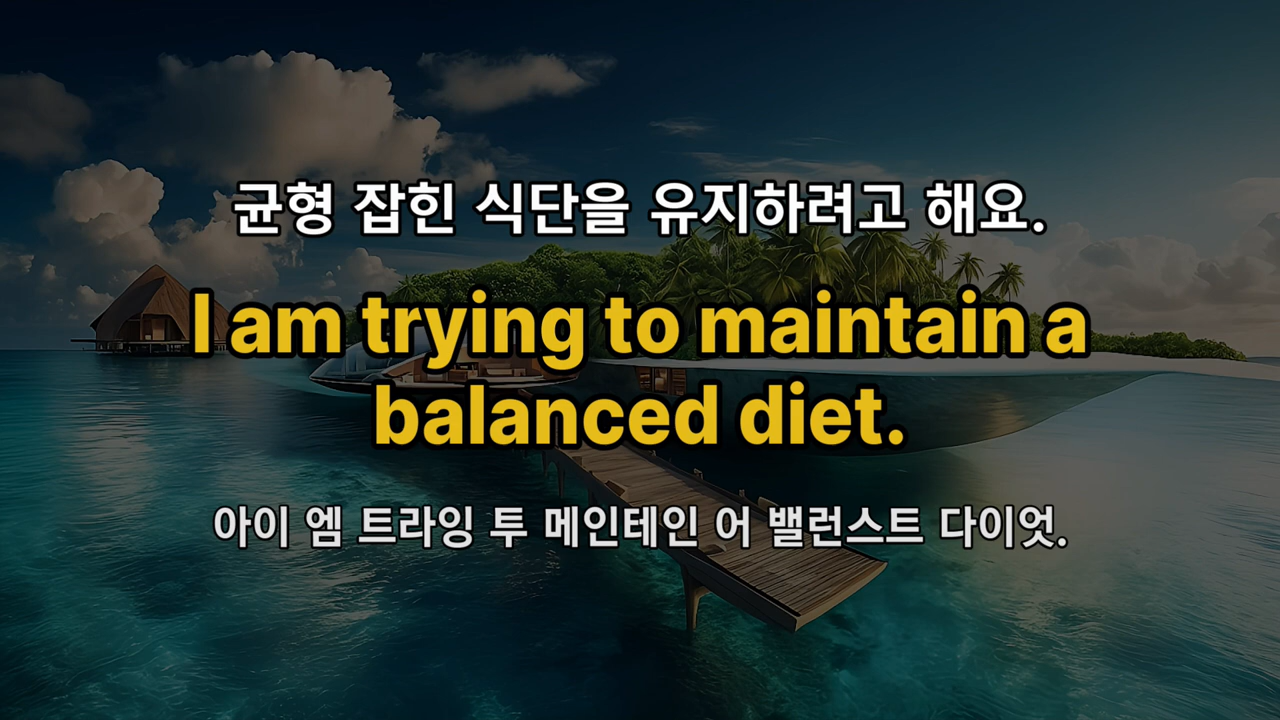 균형 잡힌 식단을 유지하려고 해요.
I am trying to maintain a
balanced diet.
아이 엠 트라잉 투 메인테인 어 밸런스트 다이엇.